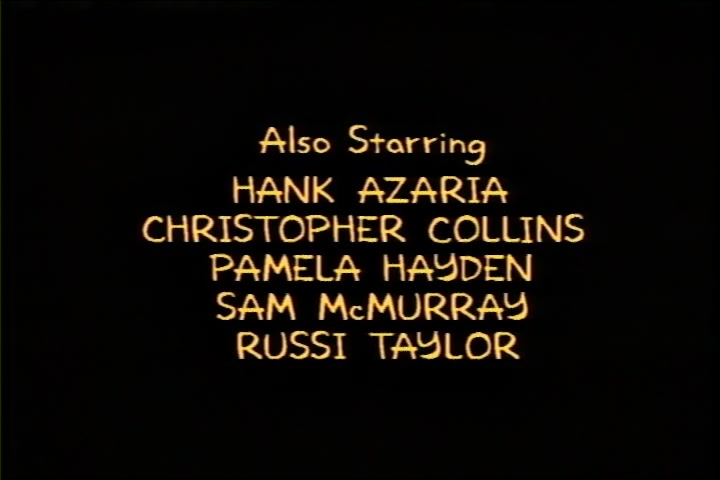 Also Starring
HANK AZARIA
CHRISTOPHER COLLINS
PAMELA HAYDEN
SAM McMURRAY
RUSSI TAYLOR